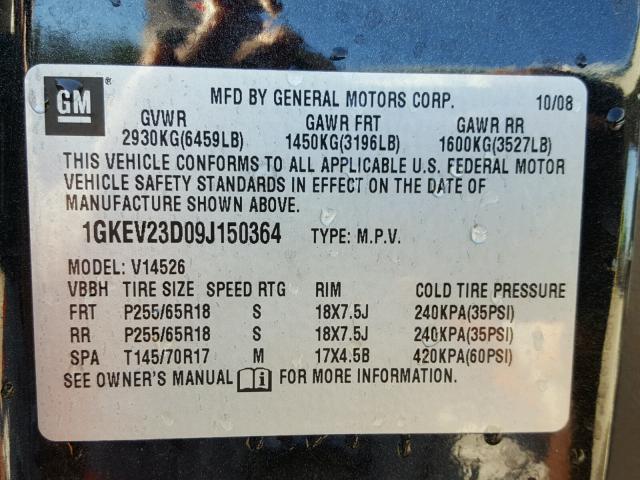 GM ® MFD BY GENERAL MOTORS CORP. 10/08
GVWR GAWR FRT GAWR RR
2930KG(6459LB) 1450KG(3196LB) 1600KG(3527LB)
THIS VEHICLE CONFORMS TO ALL APPLICABLE U.S. FEDERAL MOTOR
VEHICLE SAFETY STANDARDS IN EFFECT ON THE DATE OF
MANUFACTURE SHOWN ABOVE.
1GKEV23D09J150364 TYPE: M.P.V.
MODEL: V14526
VBBH TIRE SIZE SPEED RTG RIM COLD TIRE PRESSURE
FRT P255/65R18 S 18X7.5J 240KPA(35PSI)
RR P255/65R18 S 18X7.5J 240KPA(35PSI)
SPA T145/70R17 M 17X4.5B 420KPA(60PSI)
SEE OWNER'S MANUAL i FOR MORE INFORMATION.